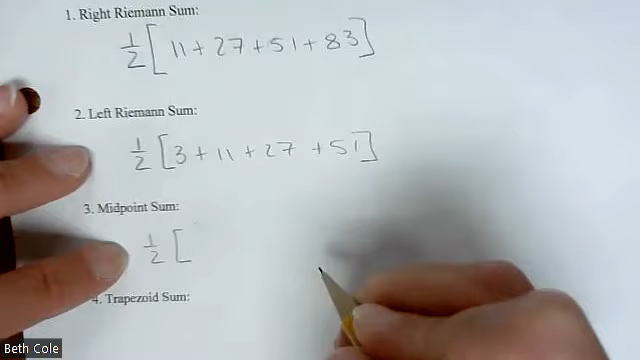 1. Right Riemann Sum:
1/2 [ 11 + 27 + 51 + 83 ]
2. Left Riemann Sum:
1/2 [ 3 + 11 + 27 + 51 ]
3. Midpoint Sum:
1/2 [
4. Trapezoid Sum:
Beth Cole